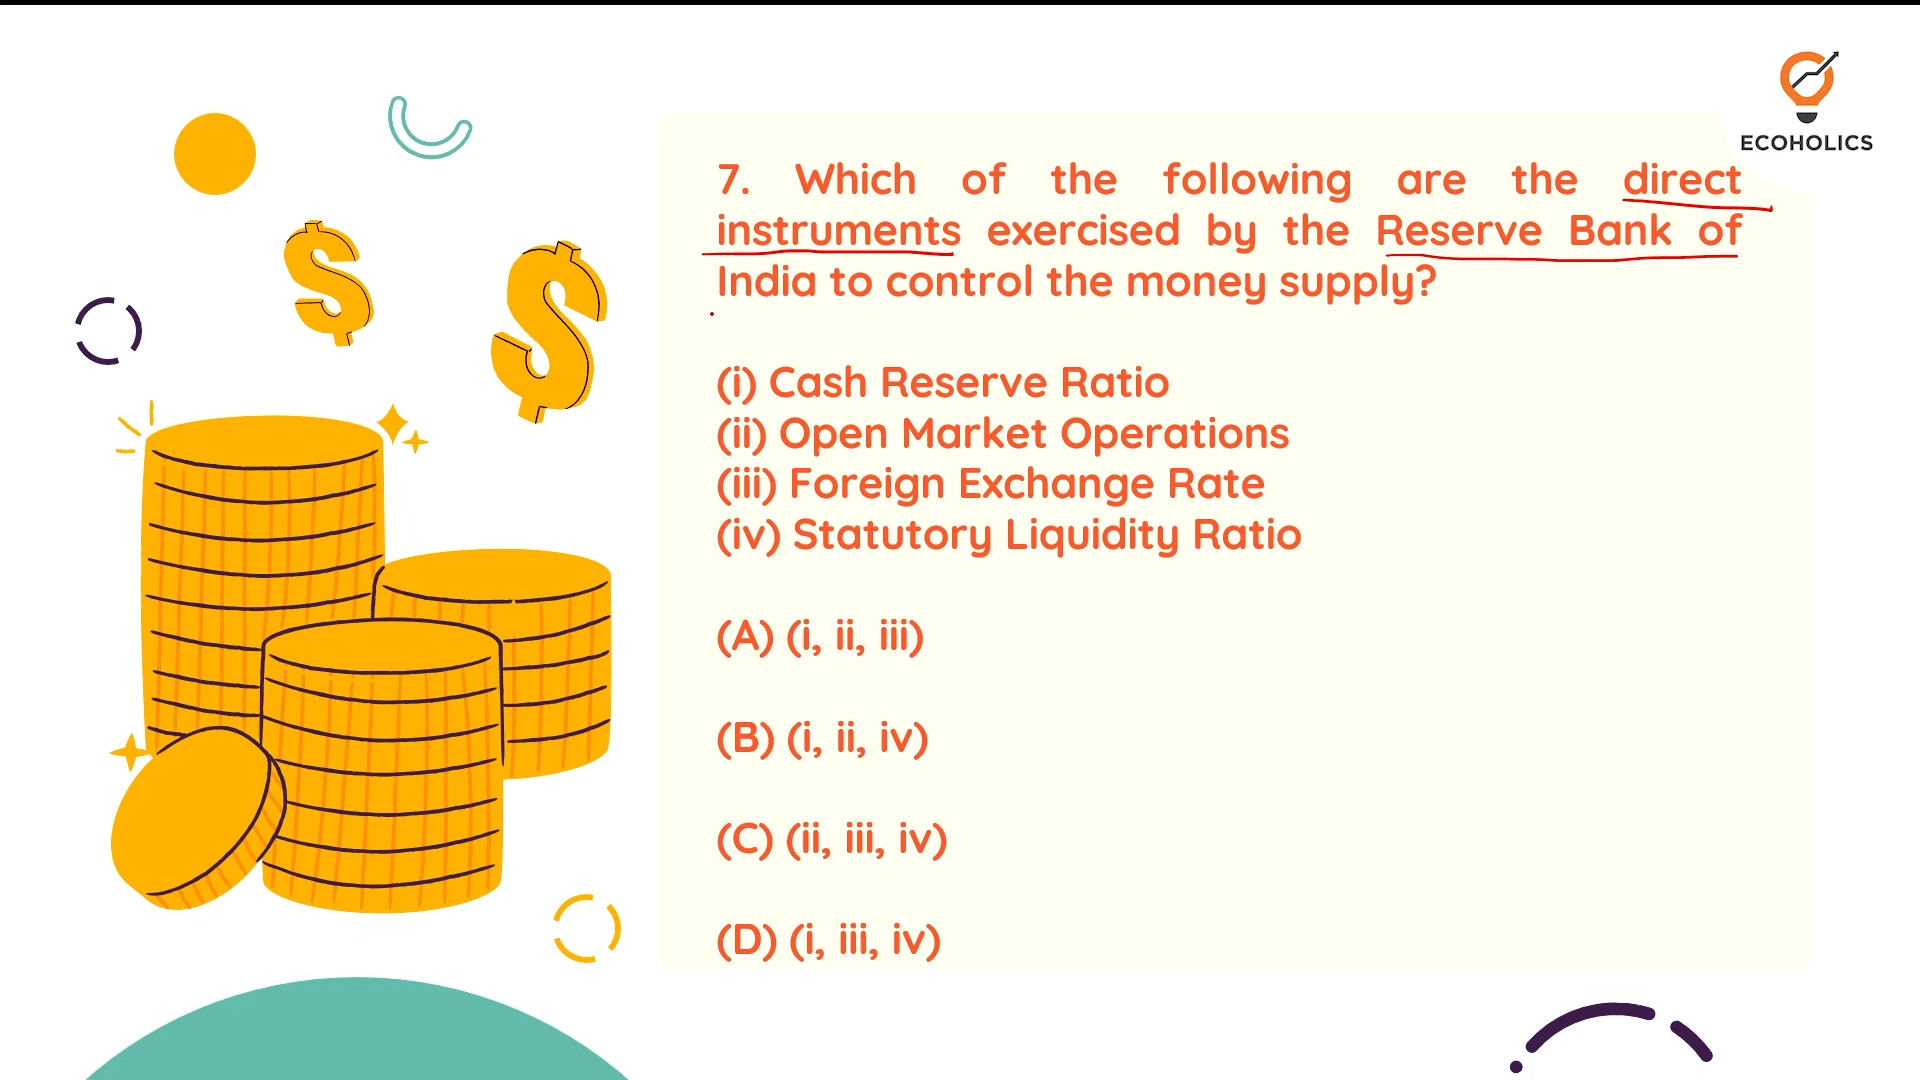 ECOHOLICS
7. Which of the following are the direct
instruments exercised by the Reserve Bank of
India to control the money supply?
(i) Cash Reserve Ratio
(ii) Open Market Operations
(iii) Foreign Exchange Rate
(iv) Statutory Liquidity Ratio
(A) (i, ii, iii)
(B) (i, ii, iv)
(C) (ii, iii, iv)
(D) (i, iii, iv)